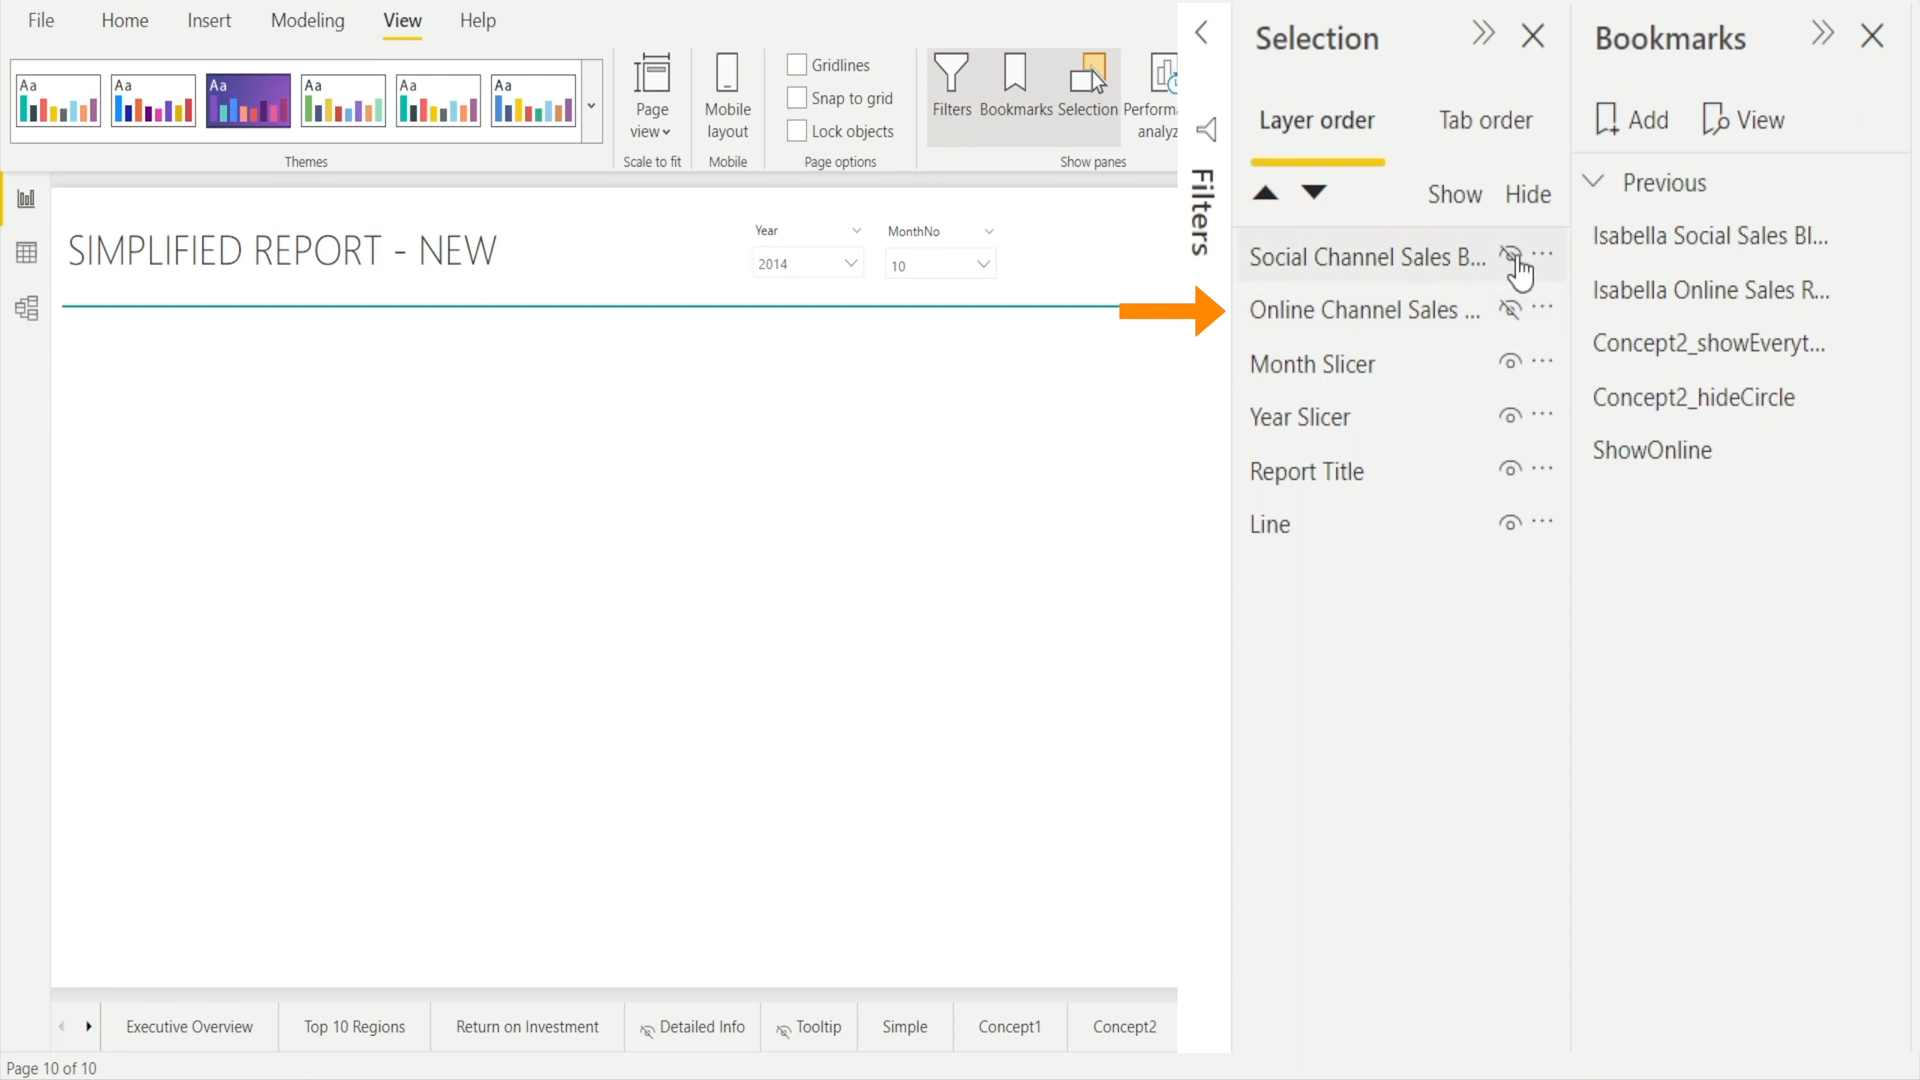 File Home Insert Modeling View Help
Aa Aa Aa Aa Aa Aa
Themes
Page view
Scale to fit
Mobile layout
Mobile
Gridlines
Snap to grid
Lock objects
Page options
Filters Bookmarks Selection Performa analyz
Show panes
SIMPLIFIED REPORT - NEW
Year
2014
MonthNo
10
Filters
Selection
Layer order Tab order
Show Hide
Social Channel Sales B...
Online Channel Sales ...
Month Slicer
Year Slicer
Report Title
Line
Bookmarks
Add View
Previous
Isabella Social Sales Bl...
Isabella Online Sales R...
Concept2_showEveryt...
Concept2_hideCircle
ShowOnline
Executive Overview Top 10 Regions Return on Investment Detailed Info Tooltip Simple Concept1 Concept2
Page 10 of 10